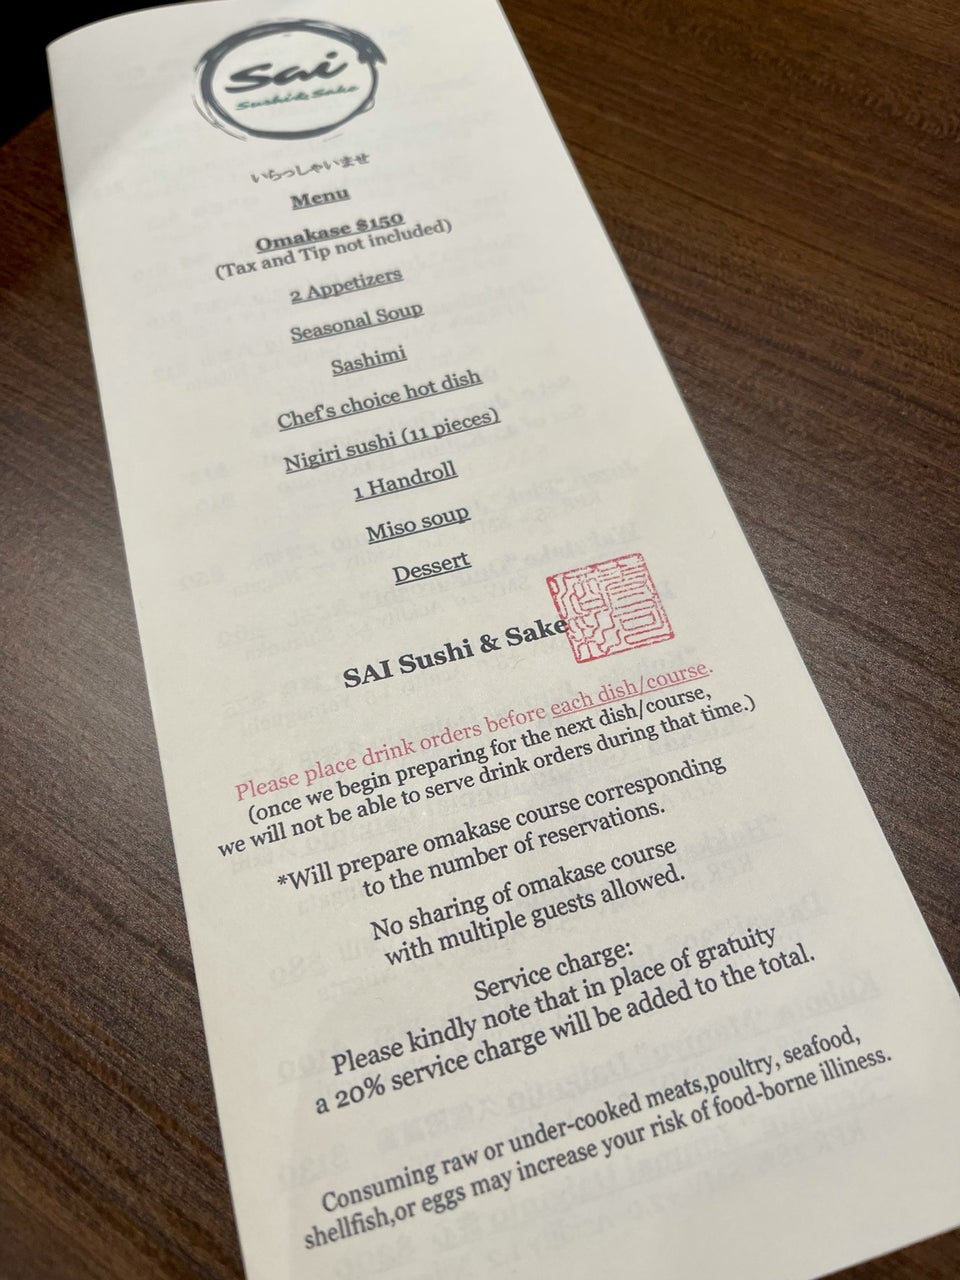 Sai
Sushi & Sake
いらっしゃいませ
Menu
Omakase $150
(Tax and Tip not included)
2 Appetizers
Seasonal Soup
Sashimi
Chef's choice hot dish
Nigiri sushi (11 pieces)
1 Handroll
Miso soup
Dessert
SAI Sushi & Sake
Please place drink orders before each dish/course.
(once we begin preparing for the next dish/course,
we will not be able to serve drink orders during that time.)
*Will prepare omakase course corresponding
to the number of reservations.
No sharing of omakase course
with multiple guests allowed.
Service charge:
Please kindly note that in place of gratuity
a 20% service charge will be added to the total.
Consuming raw or under-cooked meats,poultry, seafood,
shellfish,or eggs may increase your risk of food-borne illiness.